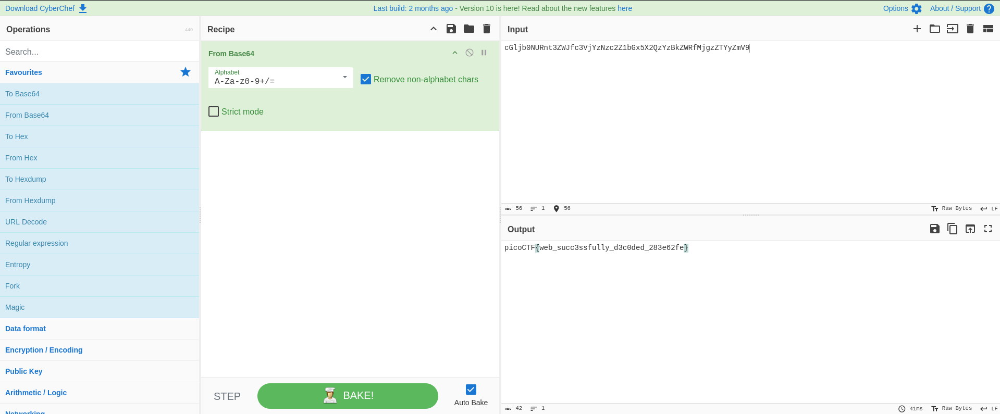 Download CyberChef
Last build: 2 months ago - Version 10 is here! Read about the new features here
Options
About / Support
Operations
440
Search...
Favourites
To Base64
From Base64
To Hex
From Hex
To Hexdump
From Hexdump
URL Decode
Regular expression
Entropy
Fork
Magic
Data format
Encryption / Encoding
Public Key
Arithmetic / Logic
Networking
Recipe
From Base64
Alphabet
A-Za-z0-9+/=
Remove non-alphabet chars
Strict mode
STEP
BAKE!
Auto Bake
Input
cGljb0NURnt3ZWJfc3VjYzNzc2Z1bGx5X2QzYzBkZWRfMjgzZTYyZmV9
ABC 56 1 56
Raw Bytes LF
Output
picoCTF{web_succ3ssfully_d3c0ded_283e62fe}
ABC 42 1
41ms Raw Bytes LF